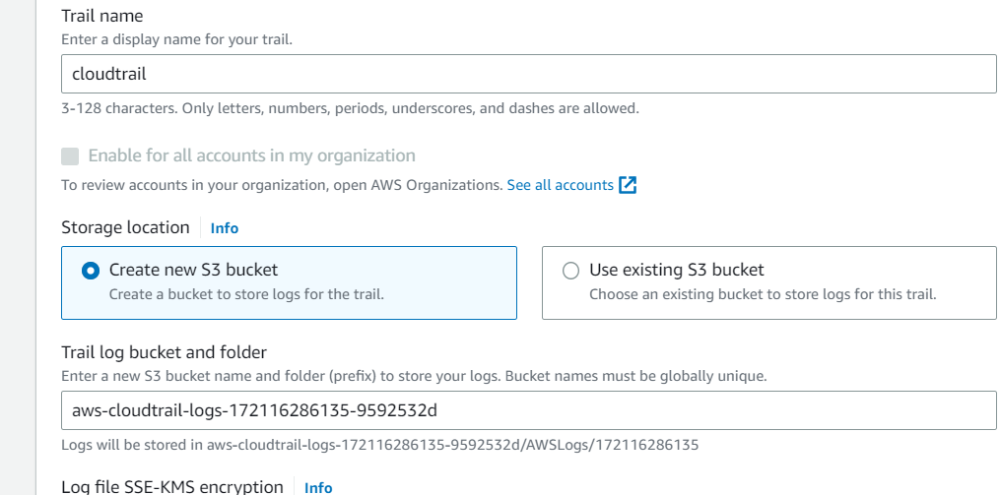 Trail name
Enter a display name for your trail.
cloudtrail
3-128 characters. Only letters, numbers, periods, underscores, and dashes are allowed.
Enable for all accounts in my organization
To review accounts in your organization, open AWS Organizations. See all accounts
Storage location Info
Create new S3 bucket
Create a bucket to store logs for the trail.
Use existing S3 bucket
Choose an existing bucket to store logs for this trail.
Trail log bucket and folder
Enter a new S3 bucket name and folder (prefix) to store your logs. Bucket names must be globally unique.
aws-cloudtrail-logs-172116286135-9592532d
Logs will be stored in aws-cloudtrail-logs-172116286135-9592532d/AWSLogs/172116286135
Log file SSE-KMS encryption Info